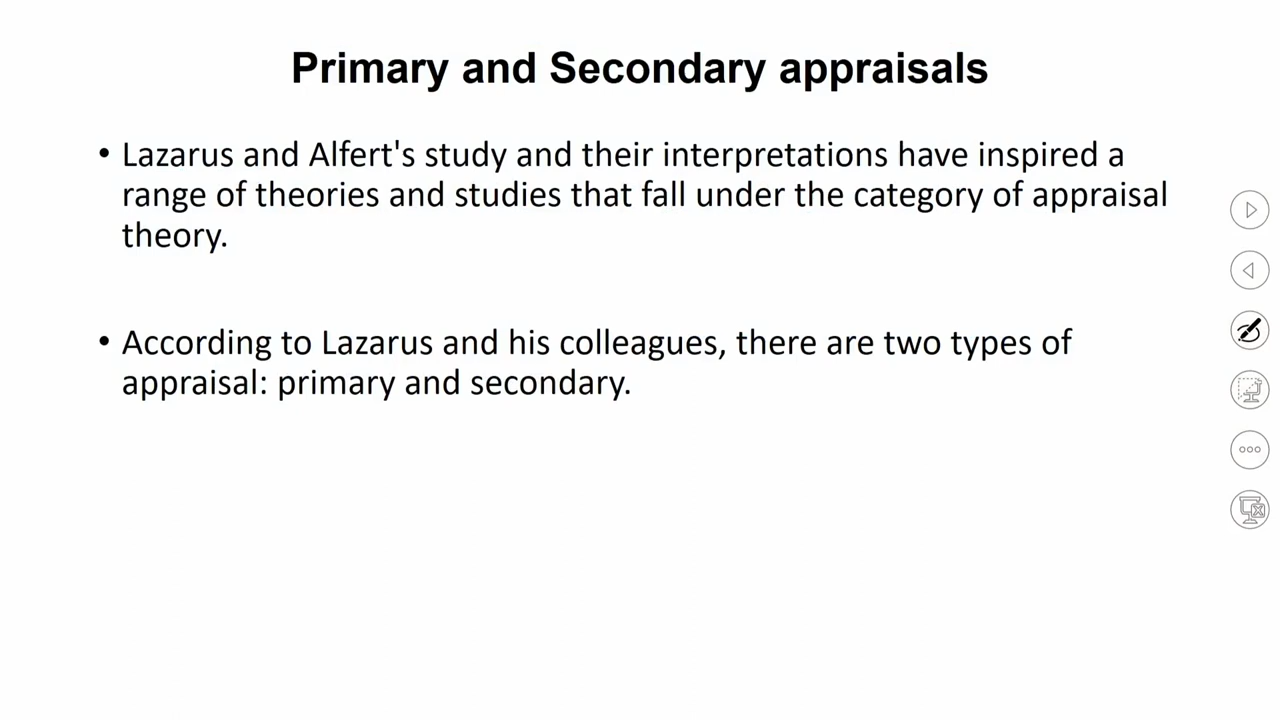 Primary and Secondary appraisals
• Lazarus and Alfert's study and their interpretations have inspired a
range of theories and studies that fall under the category of appraisal
theory.
• According to Lazarus and his colleagues, there are two types of
appraisal: primary and secondary.